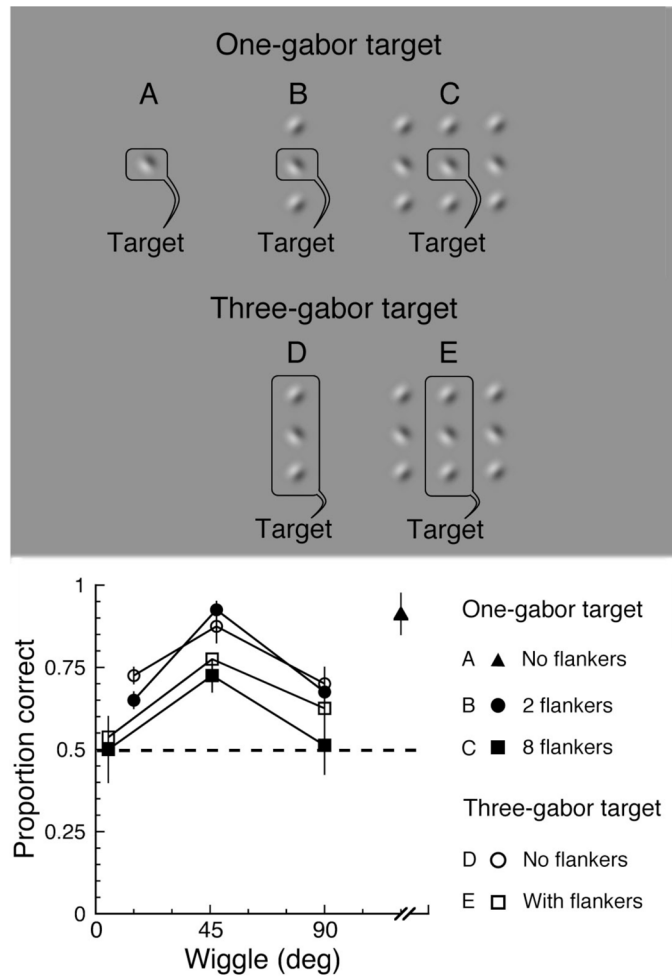 One-gabor target
A B C
Target Target Target
Three-gabor target
D E
Target Target
Proportion correct
1
0.75
0.5
0.25
0
0 45 90
Wiggle (deg)
One-gabor target
A No flankers
B 2 flankers
C 8 flankers
Three-gabor target
D No flankers
E With flankers